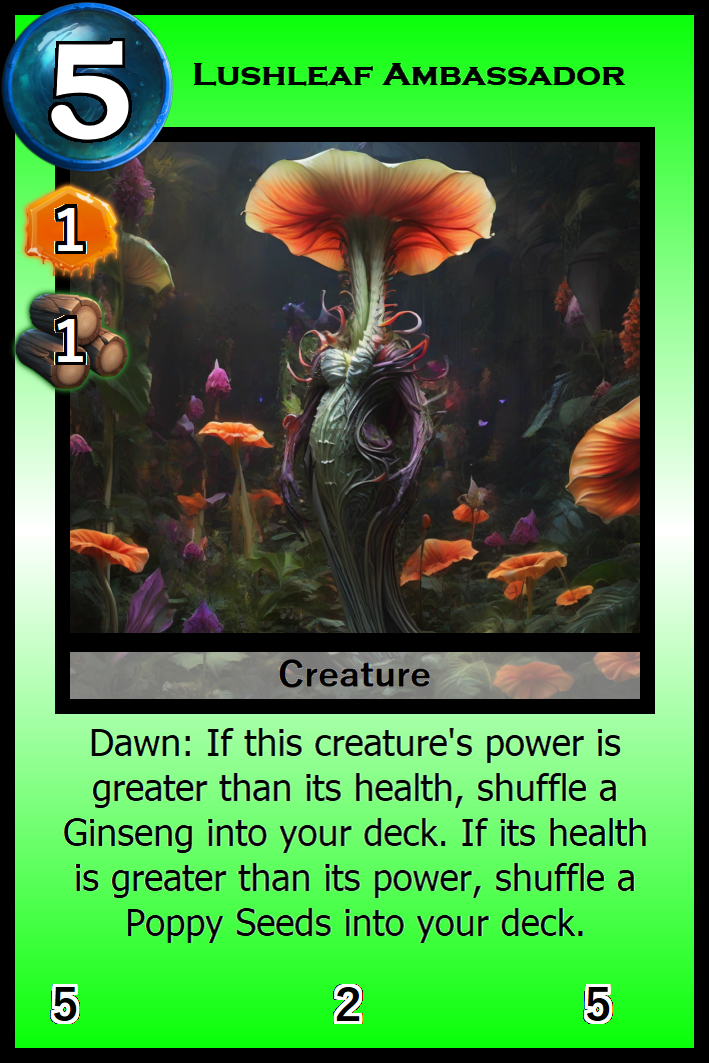 5
Lushleaf Ambassador
1
1
Creature
Dawn: If this creature's power is
greater than its health, shuffle a
Ginseng into your deck. If its health
is greater than its power, shuffle a
Poppy Seeds into your deck.
5 2 5